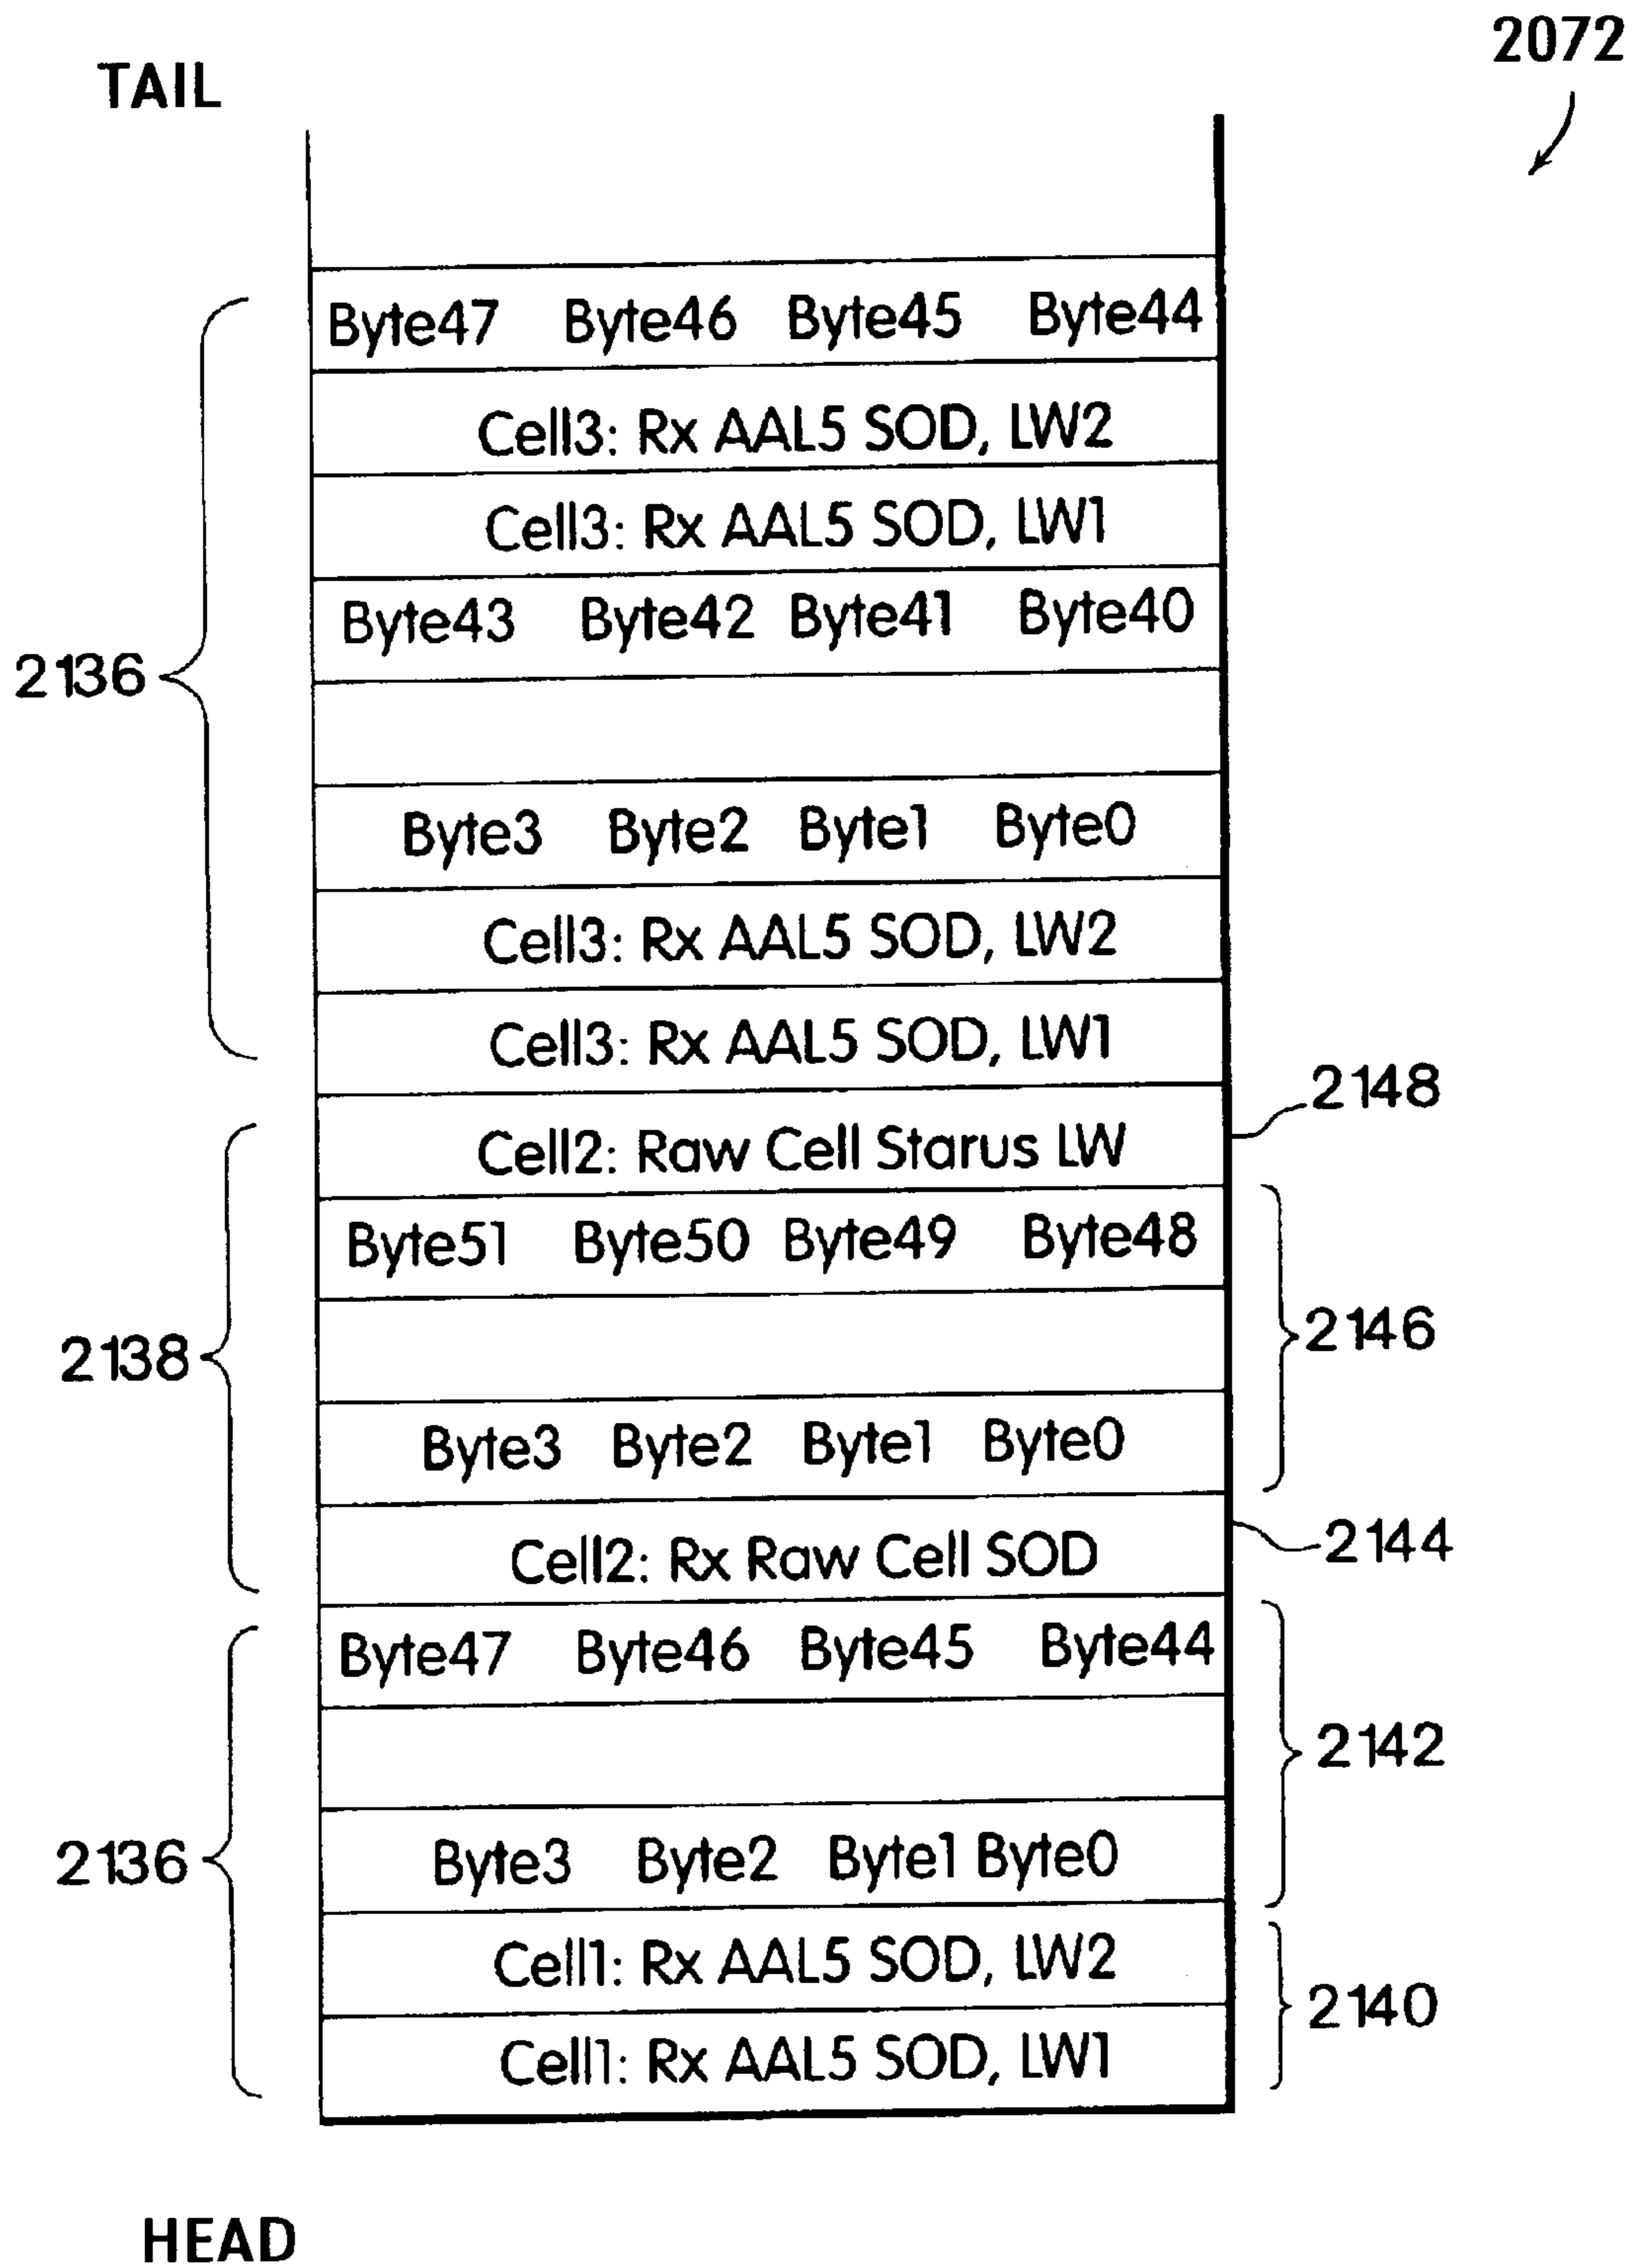 2072
TAIL
Byte47 Byte46 Byte45 Byte44
Cell3: Rx AAL5 SOD, LW2
Cell3: Rx AAL5 SOD, LW1
Byte43 Byte42 Byte41 Byte40
2136
Byte3 Byte2 Byte1 Byte0
Cell3: Rx AAL5 SOD, LW2
Cell3: Rx AAL5 SOD, LW1
2148
Cell2: Raw Cell Starus LW
Byte51 Byte50 Byte49 Byte48
2138
2146
Byte3 Byte2 Byte1 Byte0
Cell2: Rx Raw Cell SOD
2144
Byte47 Byte46 Byte45 Byte44
2142
2136
Byte3 Byte2 Byte1 Byte0
Cell1: Rx AAL5 SOD, LW2
2140
Cell1: Rx AAL5 SOD, LW1
HEAD